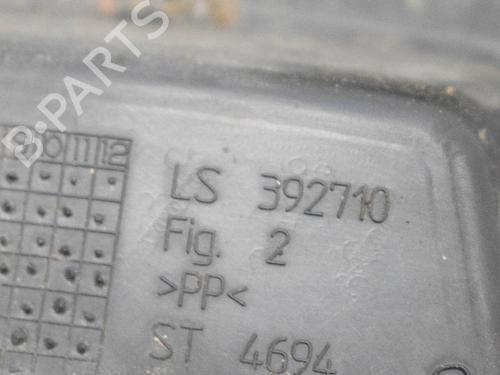 B-PARTS
10 11 12
LS 392710
Fig. 2
>PP<
ST 4694